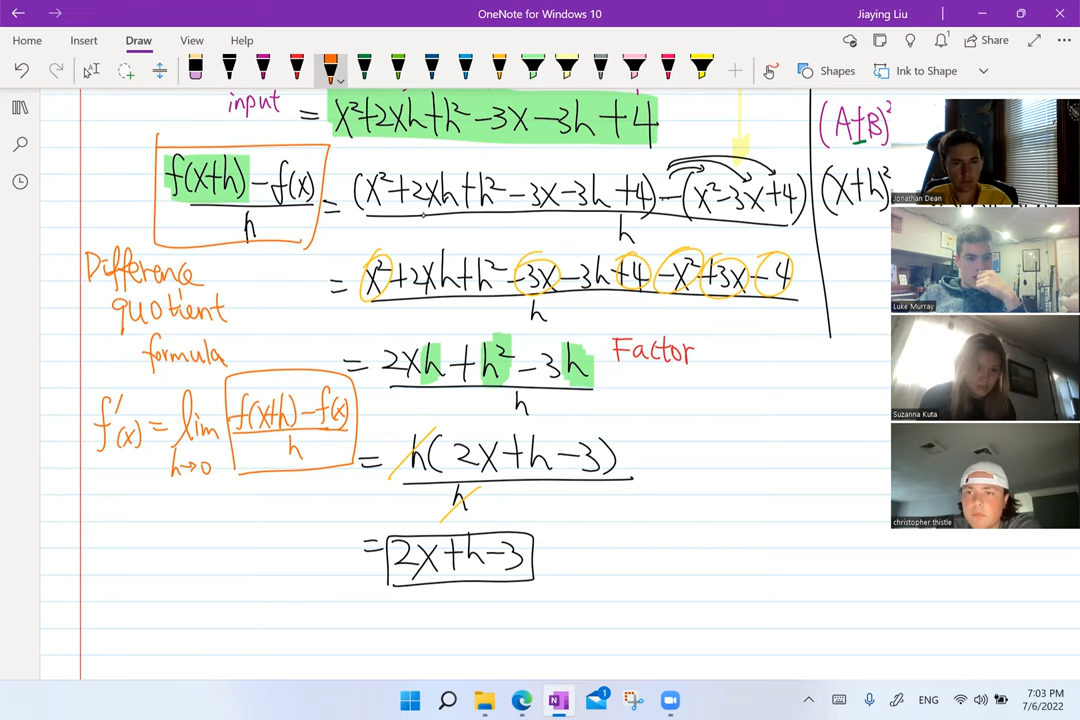 OneNote for Windows 10
Jiaying Liu
Home Insert Draw View Help
Share
Shapes
Ink to Shape
input
= x²+2xh+h²-3x-3h+4
(A±B)²
f(x+h)-f(x)
h
= (x²+2xh+h²-3x-3h+4)-(x²-3x+4)
h
(x+h)²
Jonathan Dean
Difference
quotient
formula
= x²+2xh+h²-3x-3h+4-x²+3x-4
h
Luke Murray
= 2xh+h²-3h
h
Factor
f'(x) = lim
h→0
f(x+h)-f(x)
h
Suzanna Kuta
= h(2x+h-3)
h
= 2x+h-3
christopher thistle
1
ENG
7:03 PM
7/6/2022